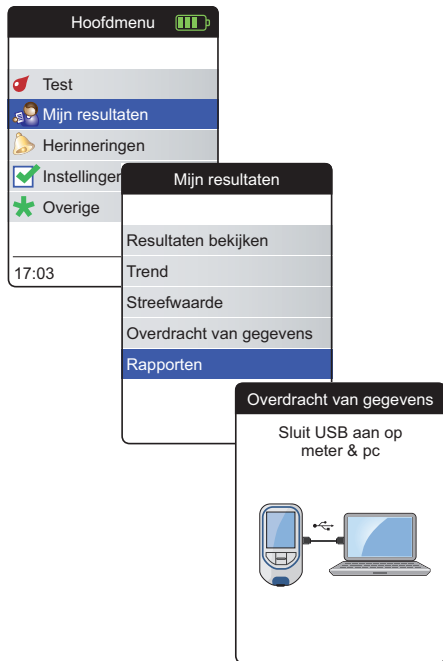 Hoofdmenu
Test
Mijn resultaten
Herinneringen
Instellinger
Overige
17:03
Mijn resultaten
Resultaten bekijken
Trend
Streefwaarde
Overdracht van gegevens
Rapporten
Overdracht van gegevens
Sluit USB aan op
meter & pc